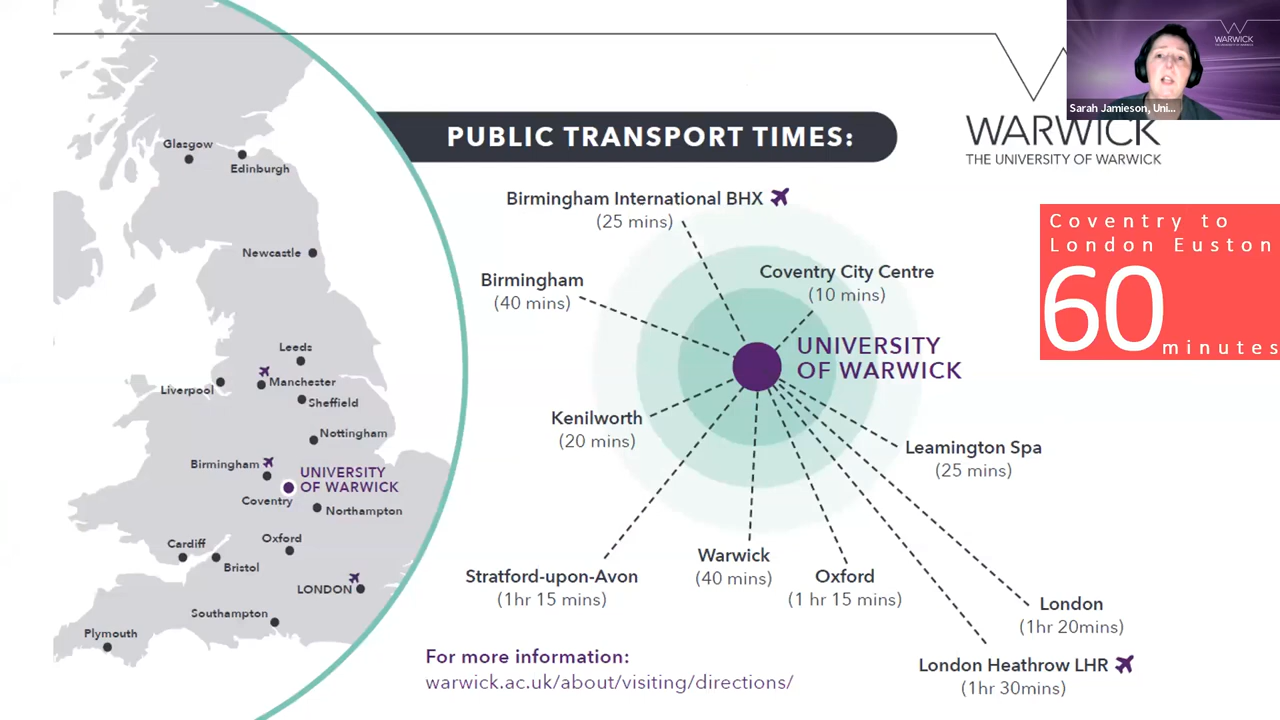 PUBLIC TRANSPORT TIMES:
WARWICK
THE UNIVERSITY OF WARWICK
WARWICK
Sarah Jamieson, Uni...
Coventry to
London Euston
60
minutes
Glasgow
Edinburgh
Newcastle
Leeds
Manchester
Liverpool
Sheffield
Nottingham
Birmingham
UNIVERSITY
OF WARWICK
Coventry
Northampton
Cardiff
Oxford
Bristol
LONDON
Southampton
Plymouth
Birmingham International BHX
(25 mins)
Birmingham
(40 mins)
Coventry City Centre
(10 mins)
UNIVERSITY
OF WARWICK
Kenilworth
(20 mins)
Leamington Spa
(25 mins)
Stratford-upon-Avon
(1hr 15 mins)
Warwick
(40 mins)
Oxford
(1 hr 15 mins)
London
(1hr 20mins)
London Heathrow LHR
(1hr 30mins)
For more information:
warwick.ac.uk/about/visiting/directions/